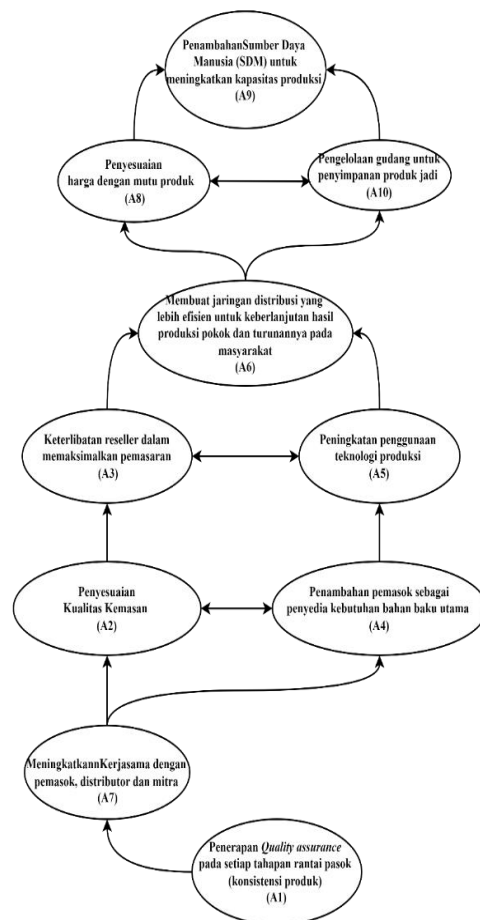 PenambahanSumber Daya
Manusia (SDM) untuk
meningkatkan kapasitas produksi
(A9)
Penyesuaian
harga dengan mutu produk
(A8)
Pengelolaan gudang untuk
penyimpanan produk jadi
(A10)
Membuat jaringan distribusi yang
lebih efisien untuk keberlanjutan hasil
produksi pokok dan turunannya pada
masyarakat
(A6)
Keterlibatan reseller dalam
memaksimalkan pemasaran
(A3)
Peningkatan penggunaan
teknologi produksi
(A5)
Penyesuaian
Kualitas Kemasan
(A2)
Penambahan pemasok sebagai
penyedia kebutuhan bahan baku utama
(A4)
MeningkatkannKerjasama dengan
pemasok, distributor dan mitra
(A7)
Penerapan Quality assurance
pada setiap tahapan rantai pasok
(konsistensi produk)
(A1)